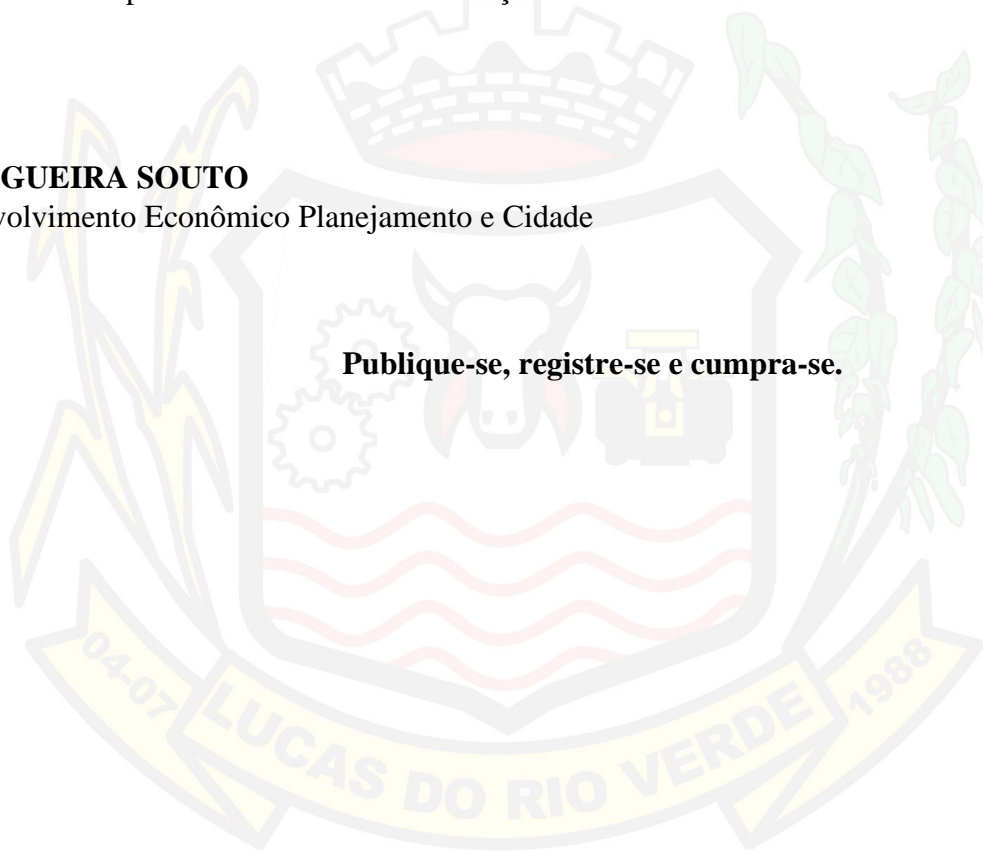 GUEIRA SOUTO
volvimento Econômico Planejamento e Cidade
Publique-se, registre-se e cumpra-se.
04-07 LUCAS DO RIO VERDE 1988